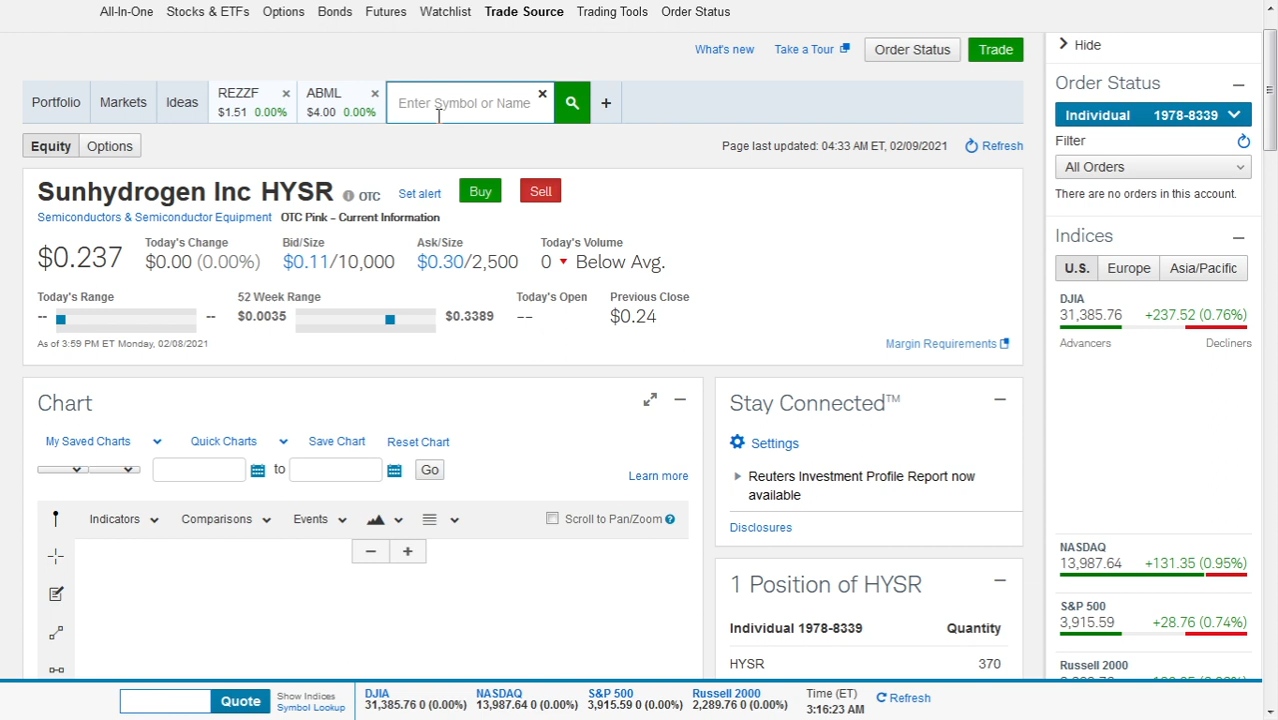 All-In-One Stocks & ETFs Options Bonds Futures Watchlist Trade Source Trading Tools Order Status
What's new Take a Tour Order Status Trade
Portfolio Markets Ideas REZZF $1.51 0.00% ABML $4.00 0.00% Enter Symbol or Name
Equity Options
Page last updated: 04:33 AM ET, 02/09/2021 Refresh
Sunhydrogen Inc HYSR OTC Set alert Buy Sell
Semiconductors & Semiconductor Equipment OTC Pink – Current Information
Today's Change Bid/Size Ask/Size Today's Volume
$0.237 $0.00 (0.00%) $0.11/10,000 $0.30/2,500 0 Below Avg.
Today's Range 52 Week Range Today's Open Previous Close
-- -- $0.0035 $0.3389 -- $0.24
As of 3:59 PM ET Monday, 02/08/2021
Margin Requirements
Chart
My Saved Charts Quick Charts Save Chart Reset Chart
to Go
Learn more
Indicators Comparisons Events Scroll to Pan/Zoom
Stay Connected™
Settings
Reuters Investment Profile Report now
available
Disclosures
1 Position of HYSR
Individual 1978-8339 Quantity
HYSR 370
Hide
Order Status
Individual 1978-8339
Filter
All Orders
There are no orders in this account.
Indices
U.S. Europe Asia/Pacific
DJIA
31,385.76 +237.52 (0.76%)
Advancers Decliners
NASDAQ
13,987.64 +131.35 (0.95%)
S&P 500
3,915.59 +28.76 (0.74%)
Russell 2000
Quote Show Indices
Symbol Lookup
DJIA NASDAQ S&P 500 Russell 2000 Time (ET)
31,385.76 0 (0.00%) 13,987.64 0 (0.00%) 3,915.59 0 (0.00%) 2,289.76 0 (0.00%) 3:16:23 AM
Refresh